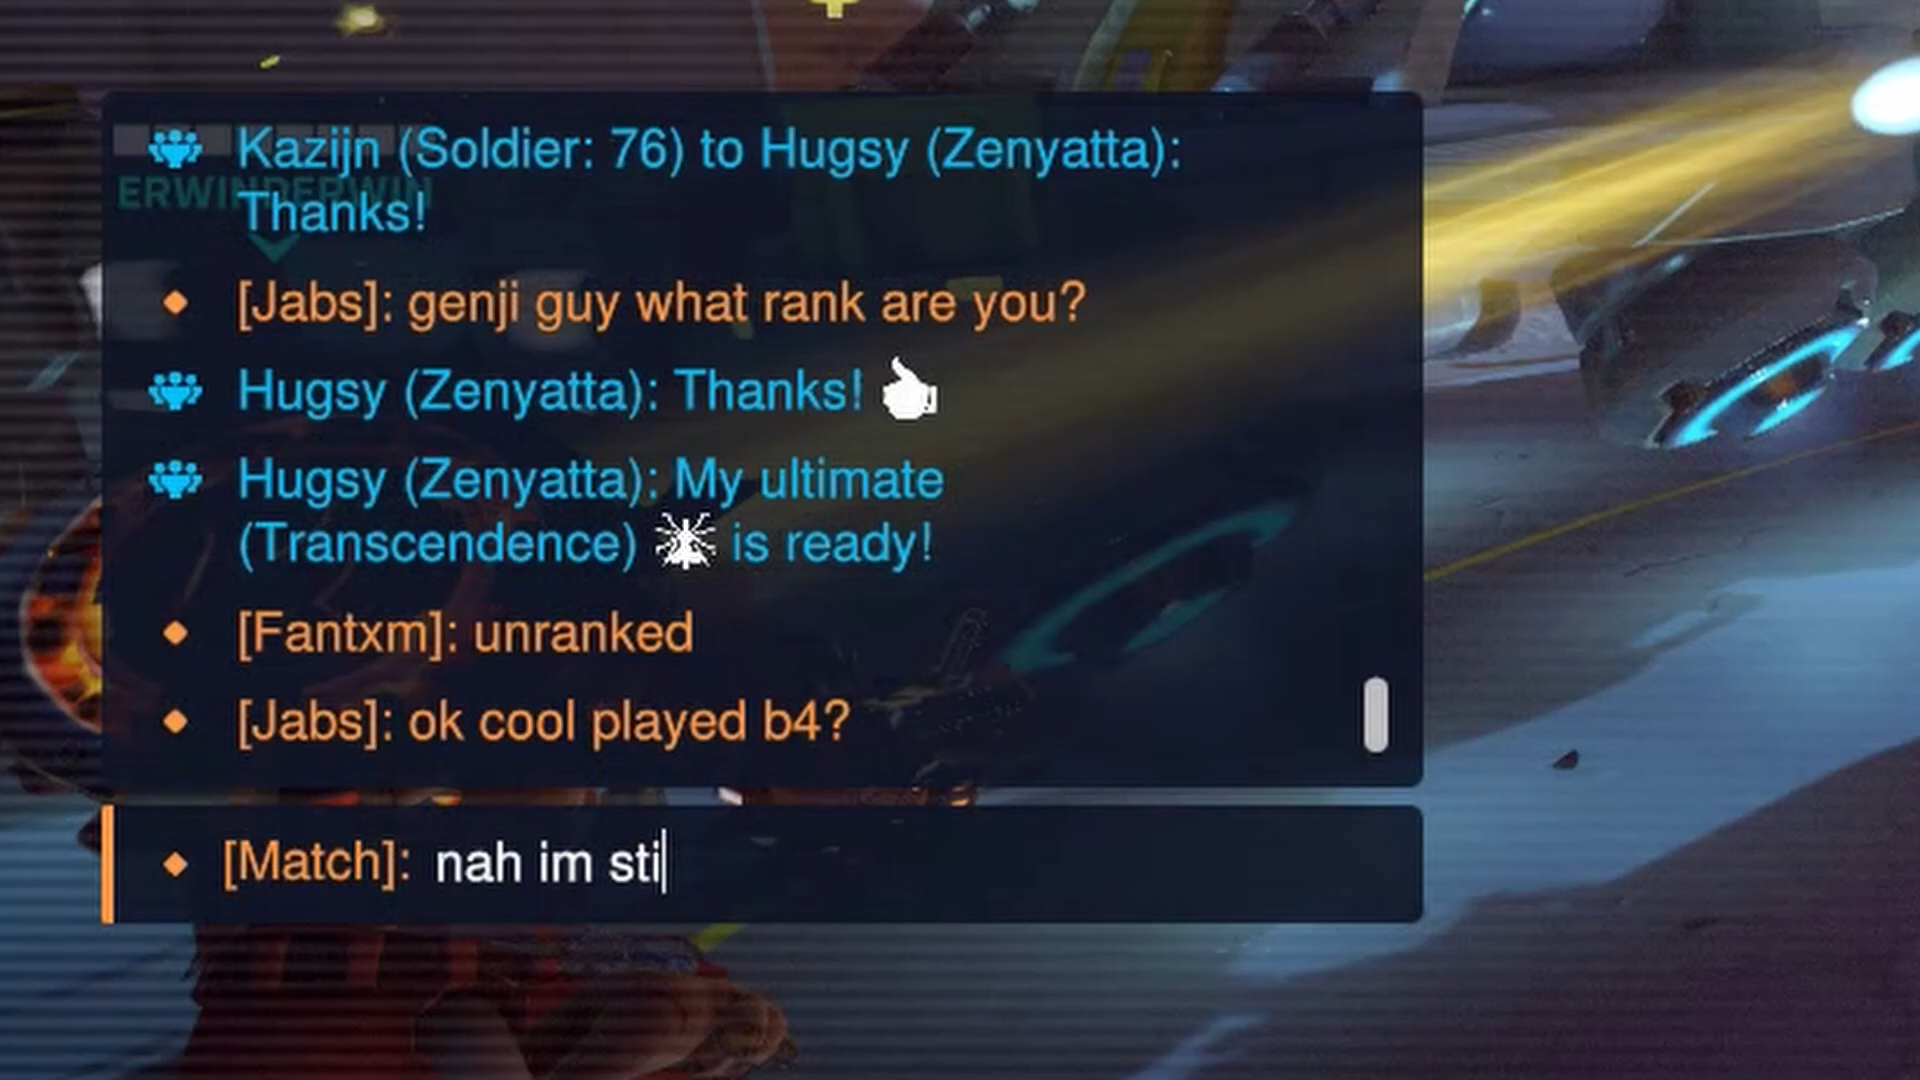 Kazijn (Soldier: 76) to Hugsy (Zenyatta):
ERWINDERWIN
Thanks!
[Jabs]: genji guy what rank are you?
Hugsy (Zenyatta): Thanks!
Hugsy (Zenyatta): My ultimate
(Transcendence) is ready!
[Fantxm]: unranked
[Jabs]: ok cool played b4?
[Match]: nah im sti